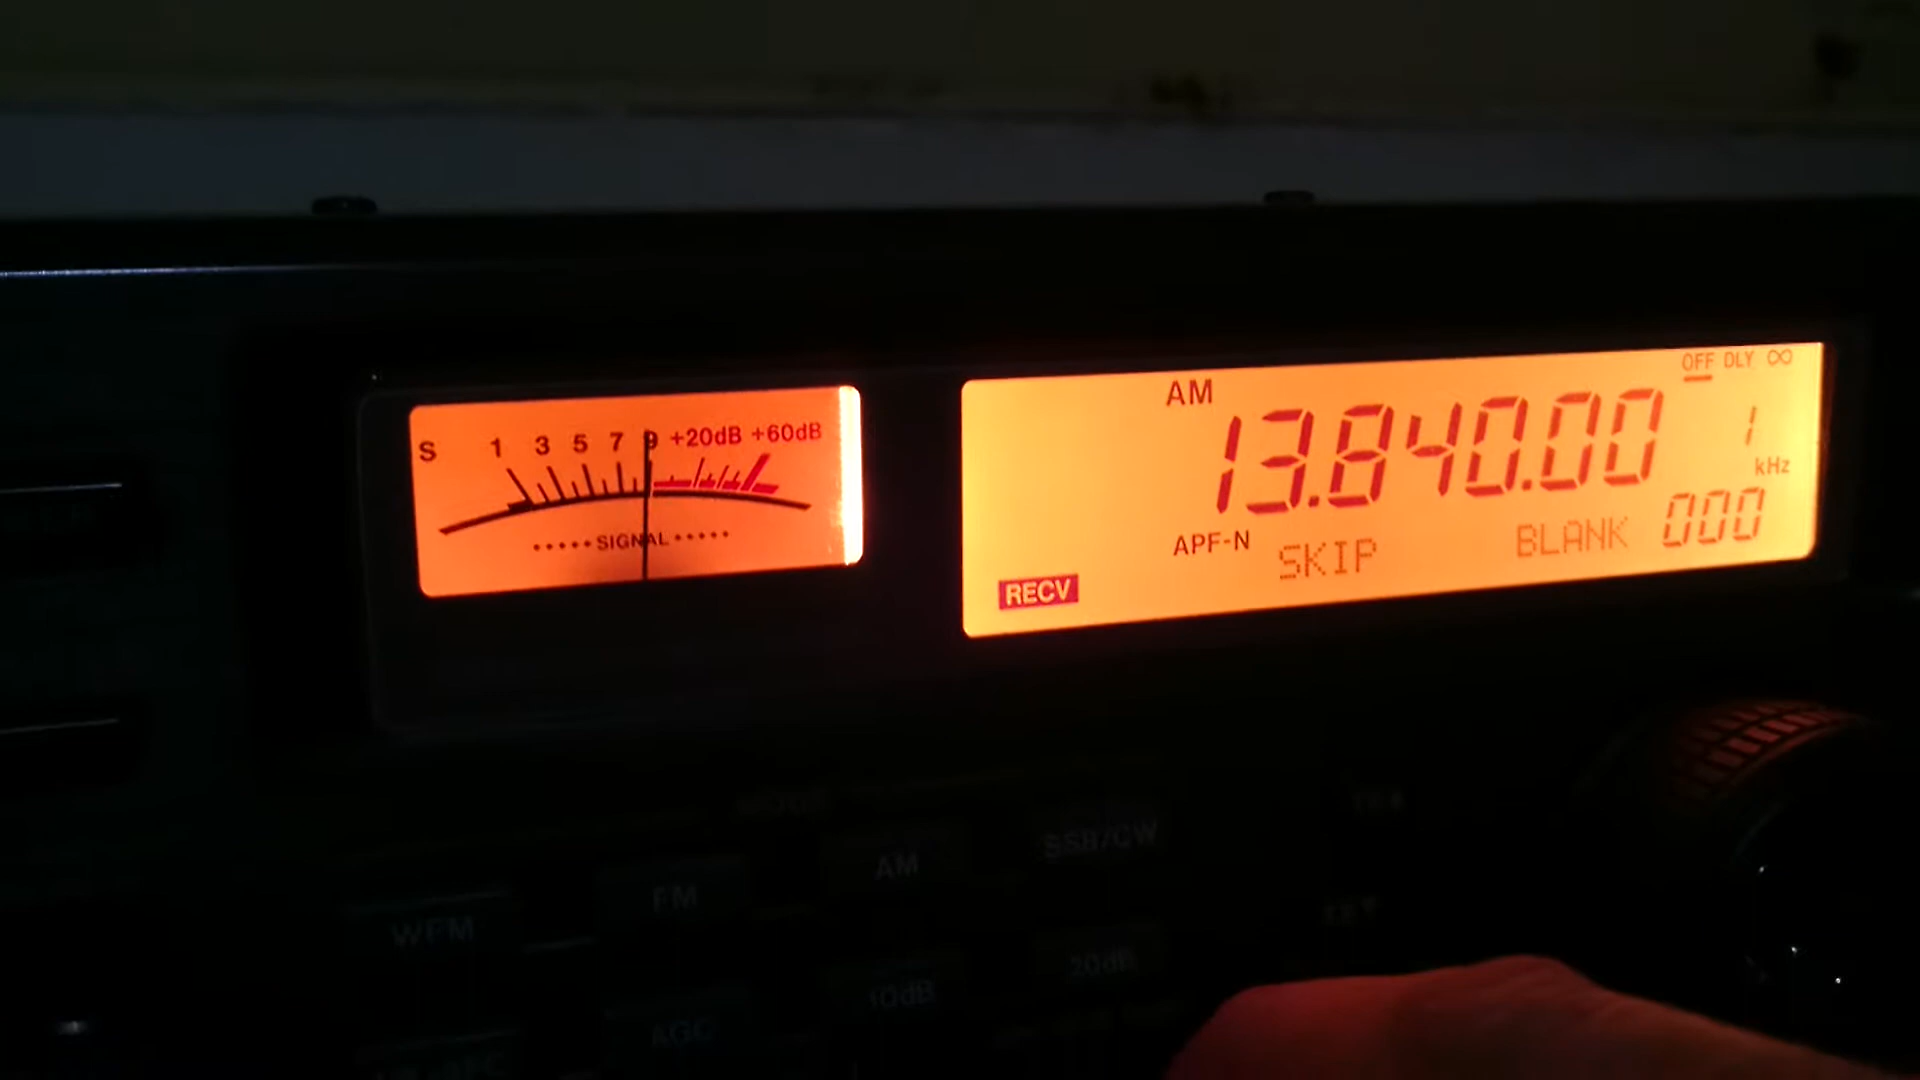 S 1 3 5 7 9 +20dB +60dB
•••••SIGNAL•••••
OFF DLY ∞
AM
13.840.00 1
kHz
APF-N SKIP BLANK 000
RECV
SSB/CW
AM
FM
WFM
20dB
10dB
AGC